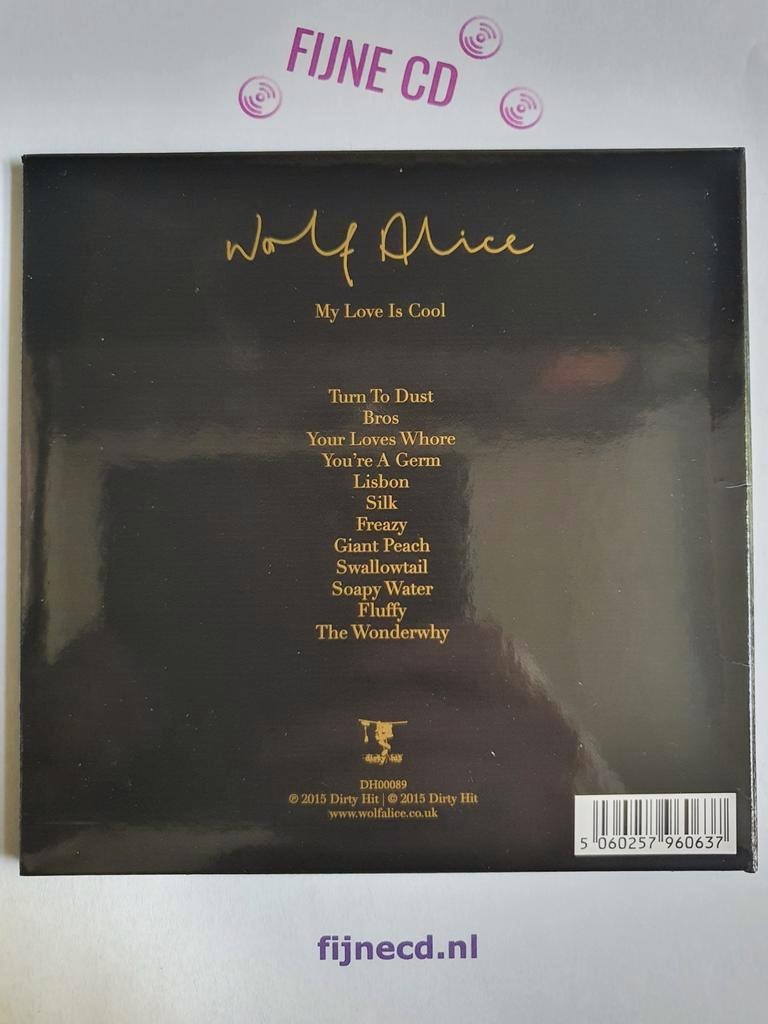 FIJNE CD
Wolf Alice
My Love Is Cool
Turn To Dust
Bros
Your Loves Whore
You're A Germ
Lisbon
Silk
Freazy
Giant Peach
Swallowtail
Soapy Water
Fluffy
The Wonderwhy
dirty hit
DH00089
℗ 2015 Dirty Hit | © 2015 Dirty Hit
www.wolfalice.co.uk
5 060257 960637
fijnecd.nl